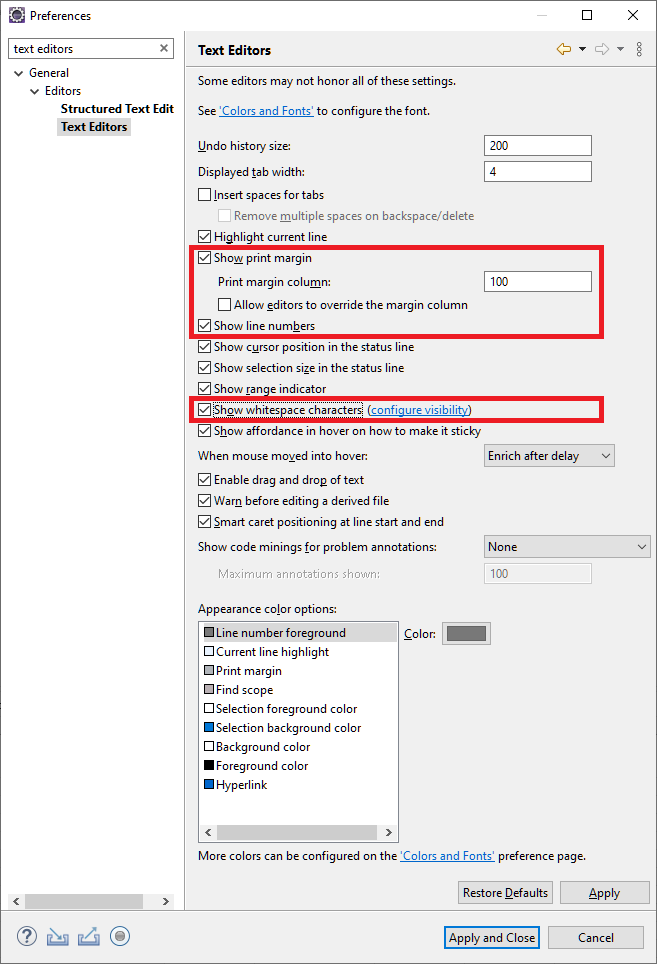 Preferences
text editors
Text Editors
General
Editors
Structured Text Edit
Text Editors
Some editors may not honor all of these settings.
See 'Colors and Fonts' to configure the font.
Undo history size: 200
Displayed tab width: 4
Insert spaces for tabs
Remove multiple spaces on backspace/delete
Highlight current line
Show print margin
Print margin column: 100
Allow editors to override the margin column
Show line numbers
Show cursor position in the status line
Show selection size in the status line
Show range indicator
Show whitespace characters (configure visibility)
Show affordance in hover on how to make it sticky
When mouse moved into hover: Enrich after delay
Enable drag and drop of text
Warn before editing a derived file
Smart caret positioning at line start and end
Show code minings for problem annotations: None
Maximum annotations shown: 100
Appearance color options:
Line number foreground
Color:
Current line highlight
Print margin
Find scope
Selection foreground color
Selection background color
Background color
Foreground color
Hyperlink
More colors can be configured on the 'Colors and Fonts' preference page.
Restore Defaults Apply
Apply and Close Cancel